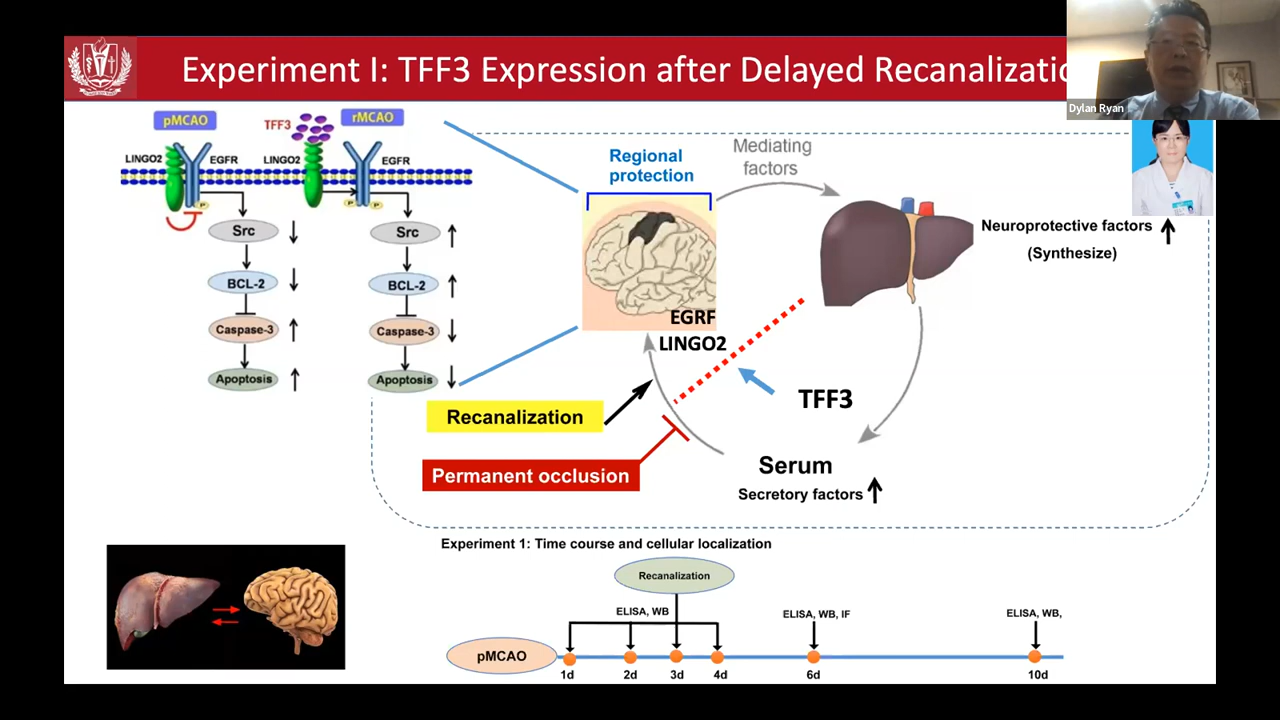 Experiment I: TFF3 Expression after Delayed Recanalizatio
Dylan Ryan
pMCAO
TFF3
rMCAO
LINGO2
EGFR
LINGO2
EGFR
P
P
P
Src
Src
BCL-2
BCL-2
Caspase-3
Caspase-3
Apoptosis
Apoptosis
Regional
protection
Mediating
factors
EGRF
LINGO2
Neuroprotective factors
(Synthesize)
Recanalization
TFF3
Permanent occlusion
Serum
Secretory factors
Experiment 1: Time course and cellular localization
Recanalization
ELISA, WB
ELISA, WB, IF
ELISA, WB,
pMCAO
1d
2d
3d
4d
6d
10d